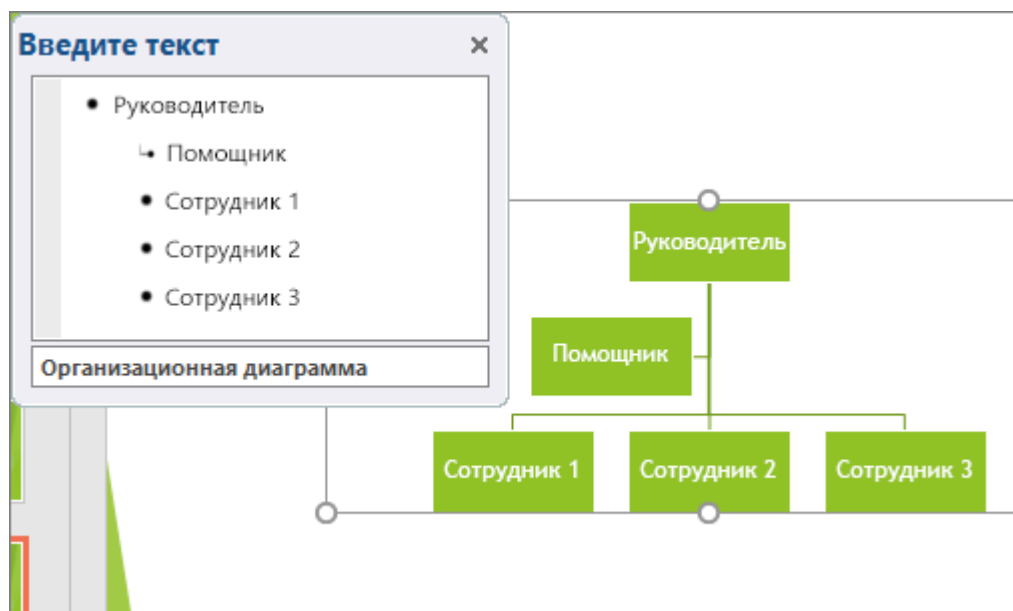 Введите текст
Руководитель
Помощник
Сотрудник 1
Сотрудник 2
Сотрудник 3
Организационная диаграмма
Руководитель
Помощник
Сотрудник 1
Сотрудник 2
Сотрудник 3